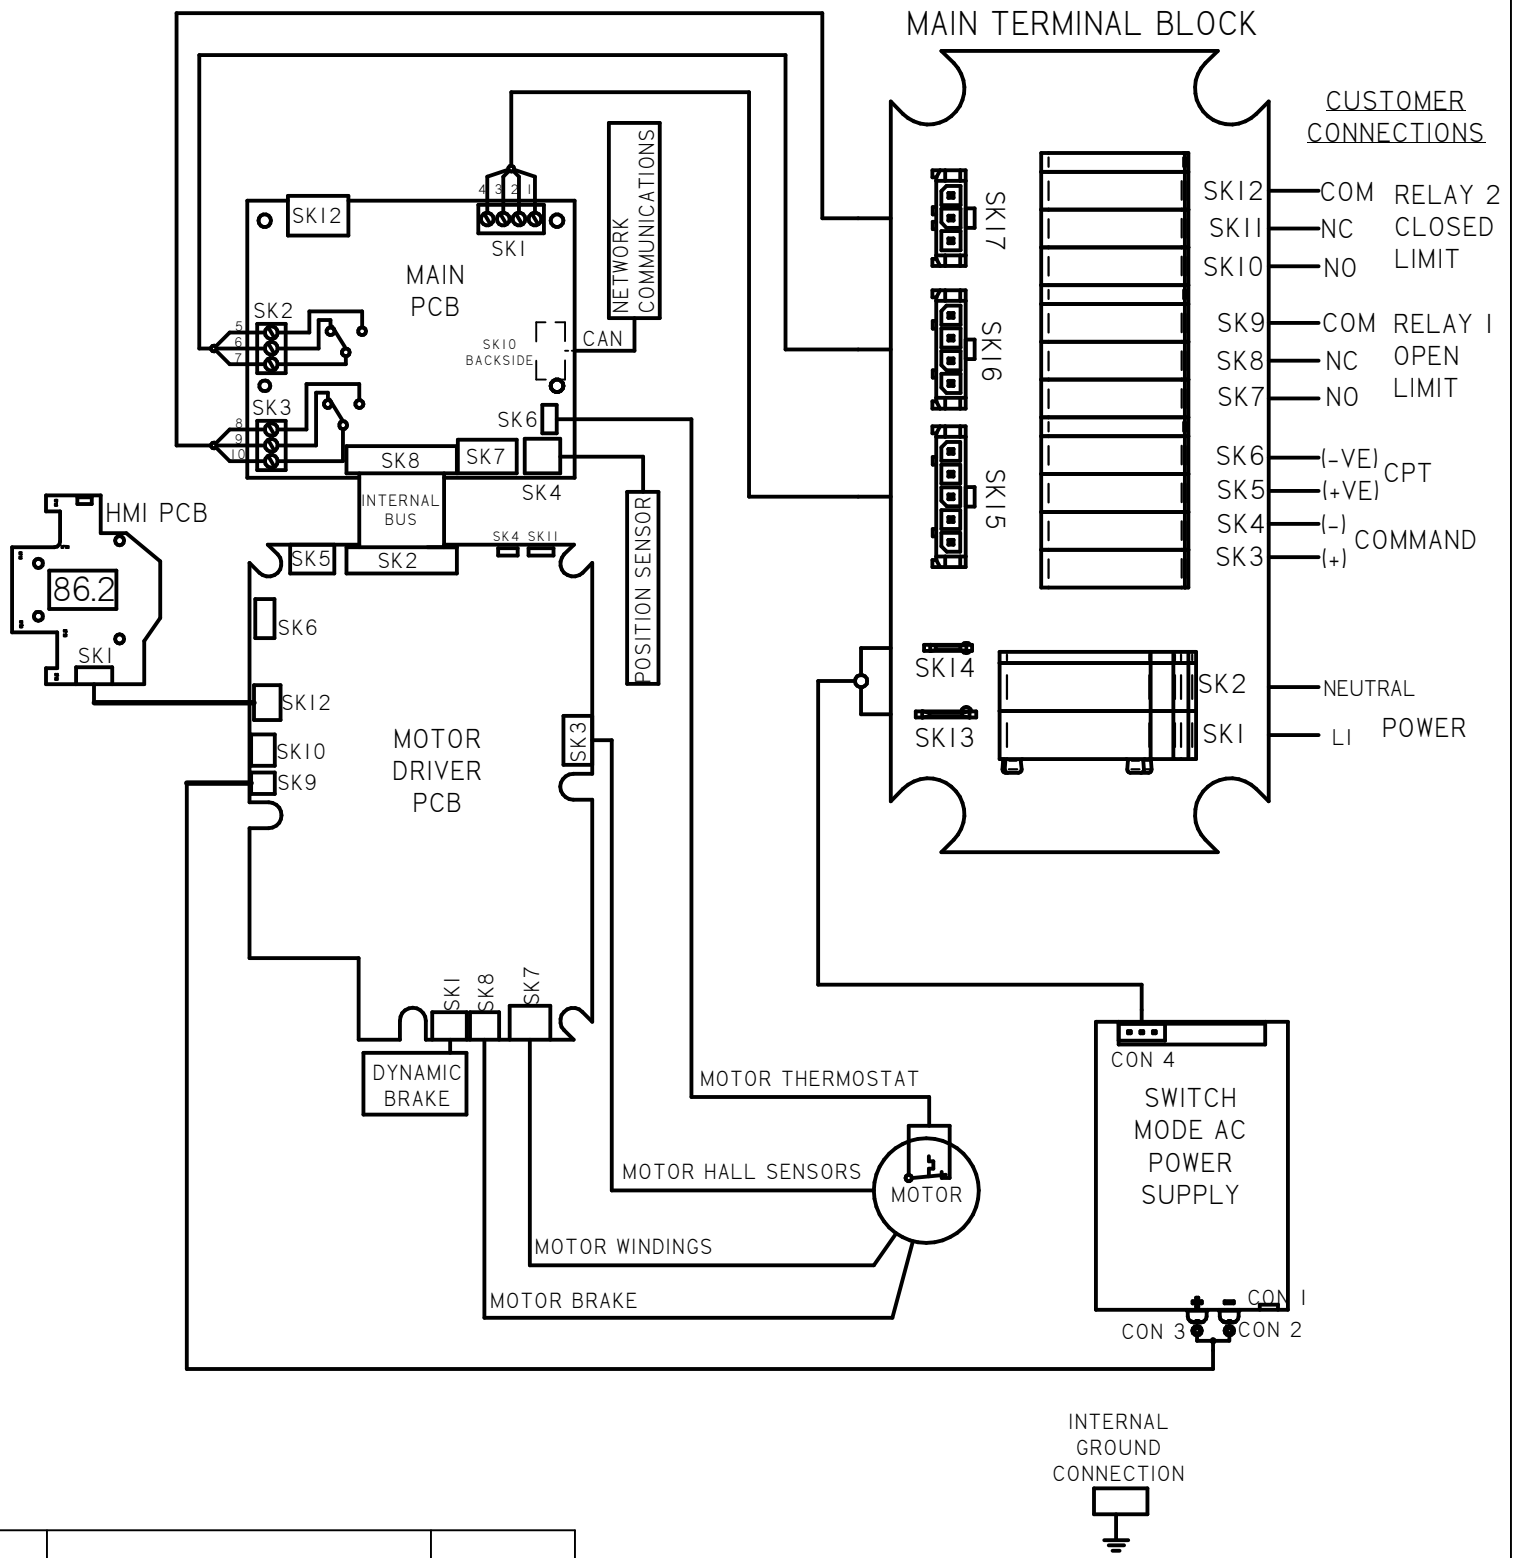 MAIN TERMINAL BLOCK
CUSTOMER
CONNECTIONS
NETWORK
COMMUNICATIONS
4 3 2 1
SK12
SK1
MAIN
PCB
SK2
5
6
7
SK10
BACKSIDE
CAN
SK3
8
9
10
SK6
SK8
SK7
SK4
INTERNAL
BUS
POSITION SENSOR
HMI PCB
86.2
SK1
SK4 SK11
SK5
SK2
SK6
SK12
SK10
SK9
SK3
MOTOR
DRIVER
PCB
SK1
SK8
SK7
DYNAMIC
BRAKE
SK17
SK16
SK15
SK14
SK13
SK12 COM RELAY 2
SK11 NC CLOSED
SK10 NO LIMIT
SK9 COM RELAY 1
SK8 NC OPEN
SK7 NO LIMIT
SK6 (-VE) CPT
SK5 (+VE)
SK4 (-) COMMAND
SK3 (+)
SK2 NEUTRAL
SK1 L1 POWER
MOTOR THERMOSTAT
MOTOR HALL SENSORS
MOTOR
MOTOR WINDINGS
MOTOR BRAKE
CON 4
SWITCH
MODE AC
POWER
SUPPLY
+ - CON 1
CON 3 CON 2
INTERNAL
GROUND
CONNECTION